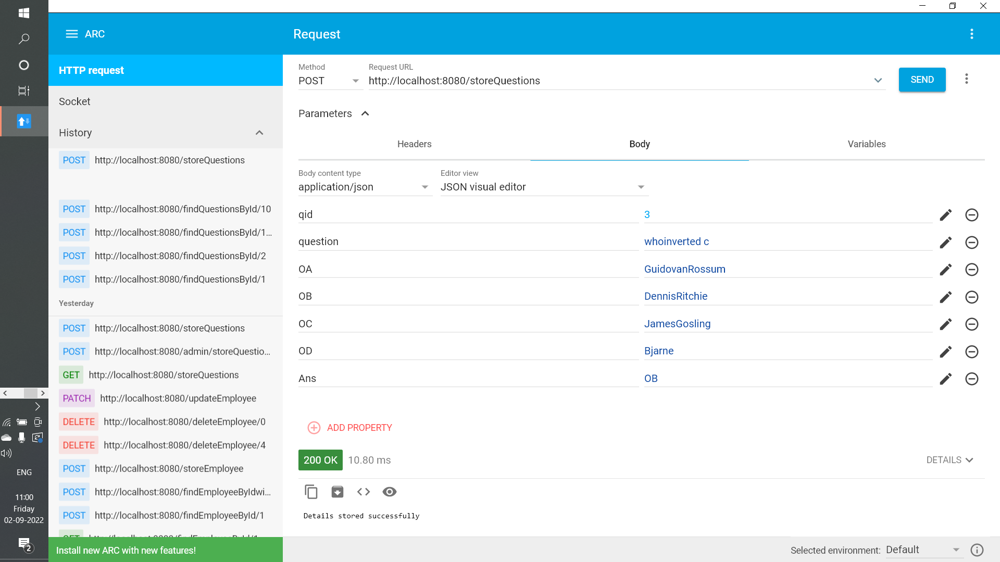 ARC
Request
HTTP request
Socket
History
POST http://localhost:8080/storeQuestions
POST http://localhost:8080/findQuestionsById/10
POST http://localhost:8080/findQuestionsById/1...
POST http://localhost:8080/findQuestionsById/2
POST http://localhost:8080/findQuestionsById/1
Yesterday
POST http://localhost:8080/storeQuestions
POST http://localhost:8080/admin/storeQuestio...
GET http://localhost:8080/storeQuestions
PATCH http://localhost:8080/updateEmployee
DELETE http://localhost:8080/deleteEmployee/0
DELETE http://localhost:8080/deleteEmployee/4
POST http://localhost:8080/storeEmployee
POST http://localhost:8080/findEmployeeByIdwi...
POST http://localhost:8080/findEmployeeById/1
Install new ARC with new features!
Method
POST
Request URL
http://localhost:8080/storeQuestions
SEND
Parameters
Headers Body Variables
Body content type
application/json
Editor view
JSON visual editor
qid 3
question whoinverted c
OA GuidovanRossum
OB DennisRitchie
OC JamesGosling
OD Bjarne
Ans OB
ADD PROPERTY
200 OK 10.80 ms DETAILS
Details stored successfully
Selected environment: Default
ENG
11:00
Friday
02-09-2022
2